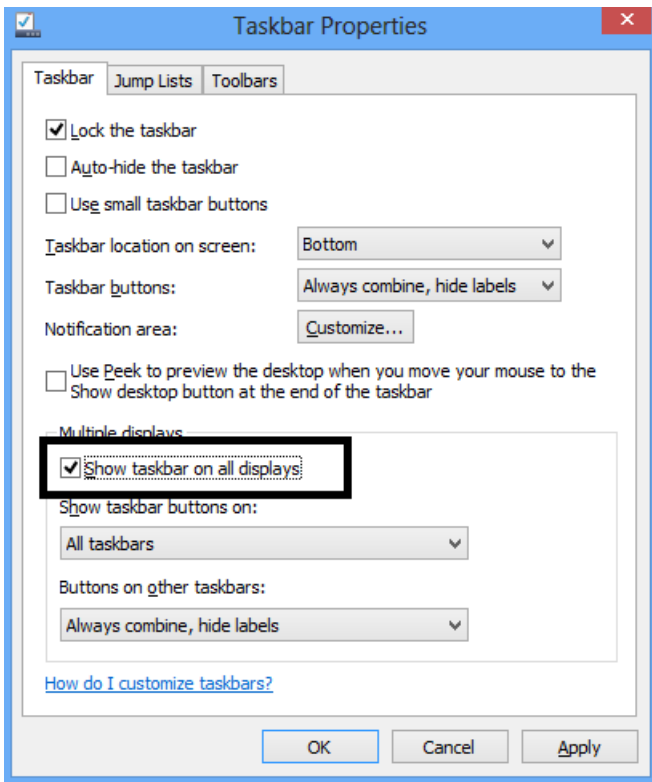 Taskbar Properties
Taskbar Jump Lists Toolbars
Lock the taskbar
Auto-hide the taskbar
Use small taskbar buttons
Taskbar location on screen: Bottom
Taskbar buttons: Always combine, hide labels
Notification area: Customize...
Use Peek to preview the desktop when you move your mouse to the
Show desktop button at the end of the taskbar
Multiple displays
Show taskbar on all displays
Show taskbar buttons on:
All taskbars
Buttons on other taskbars:
Always combine, hide labels
How do I customize taskbars?
OK Cancel Apply